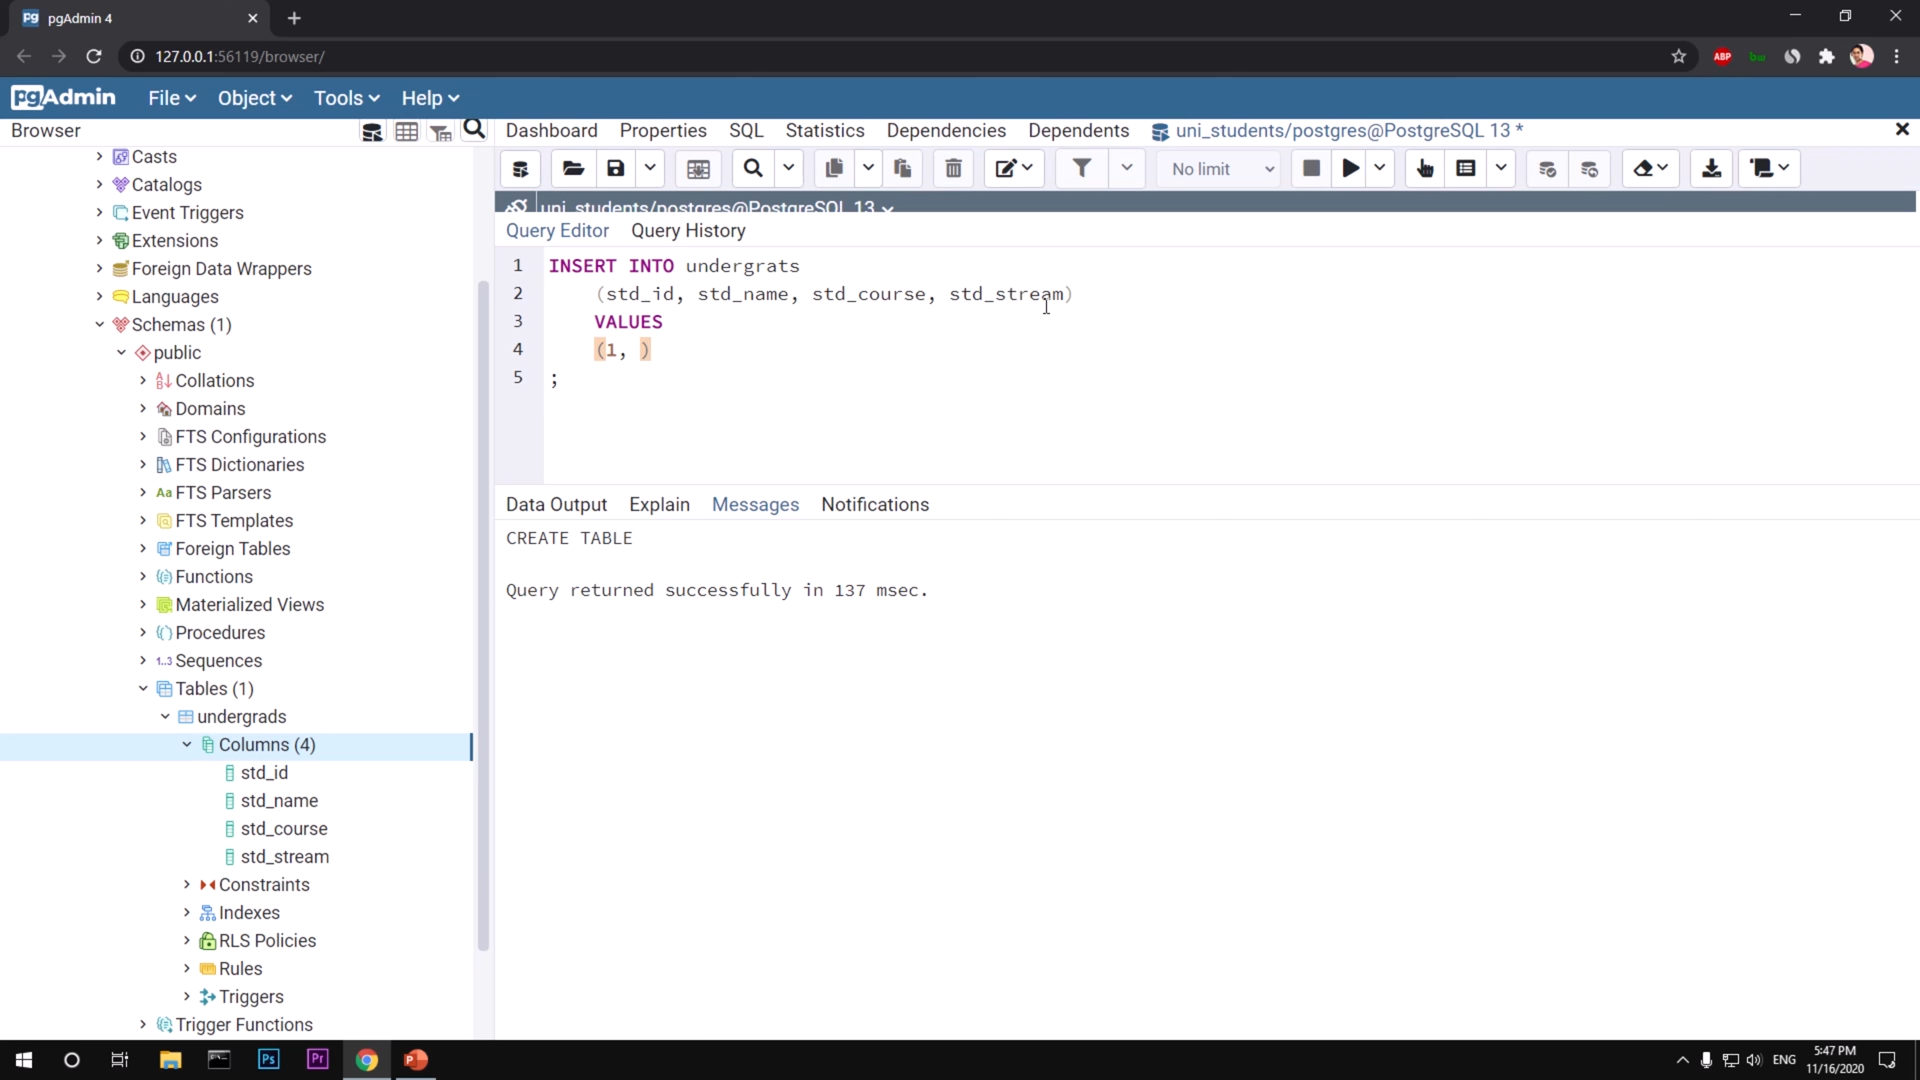 pgAdmin 4
127.0.0.1:56119/browser/
ABP
pgAdmin File Object Tools Help
Browser
Dashboard Properties SQL Statistics Dependencies Dependents uni_students/postgres@PostgreSQL 13 *
No limit
uni_students/postgres@PostgreSQL 13
Query Editor Query History
1 INSERT INTO undergrats
2 (std_id, std_name, std_course, std_stream)
3 VALUES
4 (1, )
5 ;
Data Output Explain Messages Notifications
CREATE TABLE
Query returned successfully in 137 msec.
Casts
Catalogs
Event Triggers
Extensions
Foreign Data Wrappers
Languages
Schemas (1)
public
Collations
Domains
FTS Configurations
FTS Dictionaries
Aa FTS Parsers
FTS Templates
Foreign Tables
Functions
Materialized Views
Procedures
1..3 Sequences
Tables (1)
undergrads
Columns (4)
std_id
std_name
std_course
std_stream
Constraints
Indexes
RLS Policies
Rules
Triggers
Trigger Functions
Ps
Pr
ENG
5:47 PM
11/16/2020